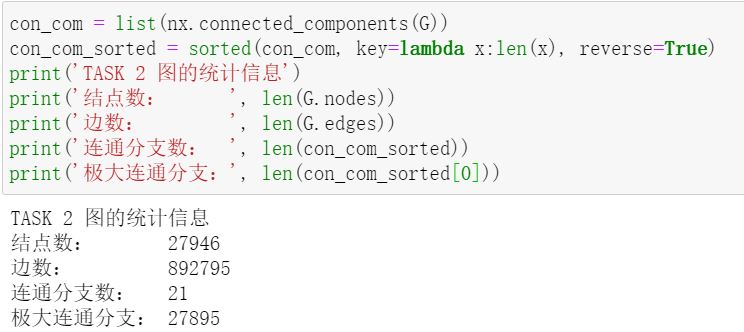 con_com = list(nx.connected_components(G))
con_com_sorted = sorted(con_com, key=lambda x:len(x), reverse=True)
print('TASK 2 图的统计信息')
print('结点数:      ', len(G.nodes))
print('边数:        ', len(G.edges))
print('连通分支数:  ', len(con_com_sorted))
print('极大连通分支:', len(con_com_sorted[0]))
TASK 2 图的统计信息
结点数:       27946
边数:         892795
连通分支数:   21
极大连通分支: 27895